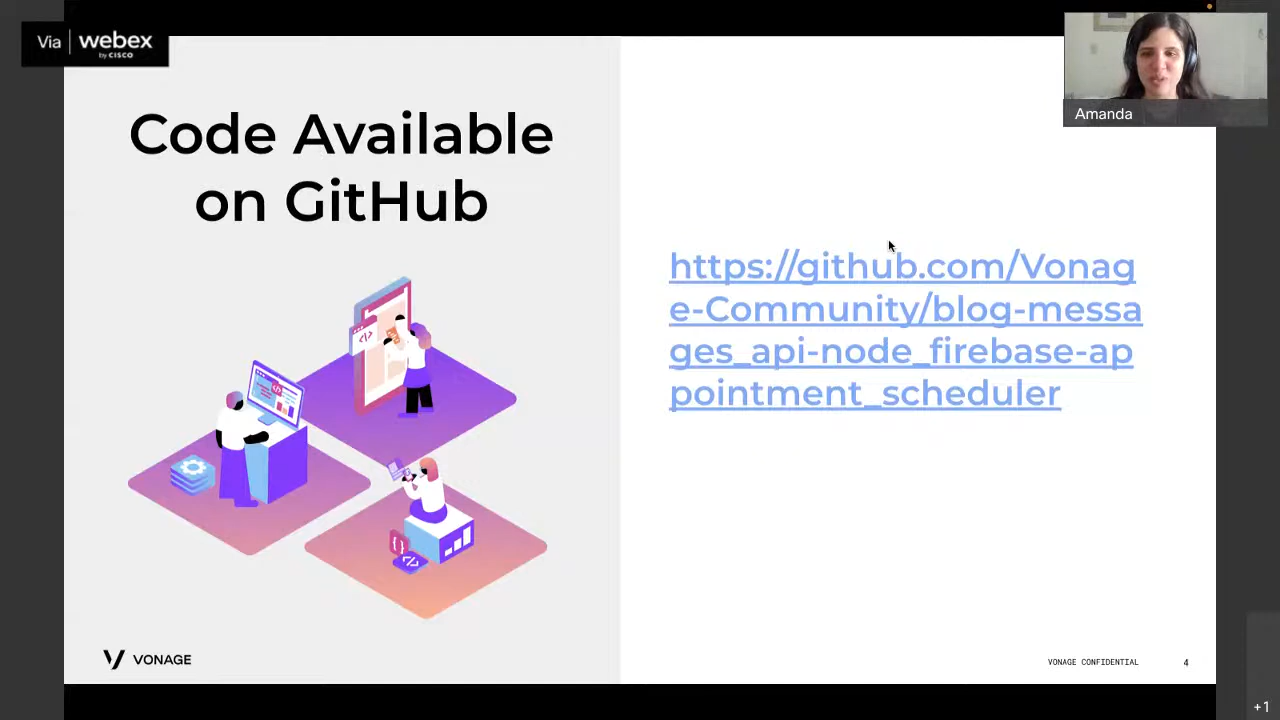 Via webex
by CISCO
Amanda
Code Available
on GitHub
https://github.com/Vonag
e-Community/blog-messa
ges_api-node_firebase-ap
pointment_scheduler
VONAGE
VONAGE CONFIDENTIAL
4
+1